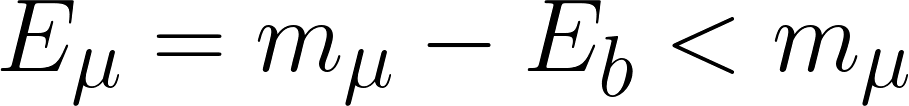 E_μ = m_μ − E_b < m_μ